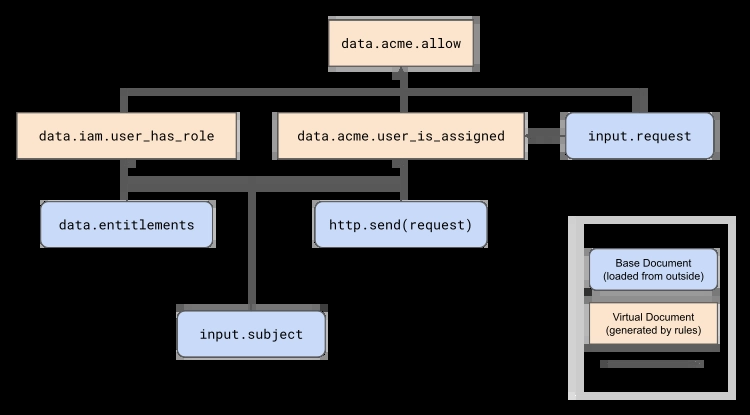 data.acme.allow
data.iam.user_has_role
data.acme.user_is_assigned
input.request
data.entitlements
http.send(request)
input.subject
Base Document
(loaded from outside)
Virtual Document
(generated by rules)